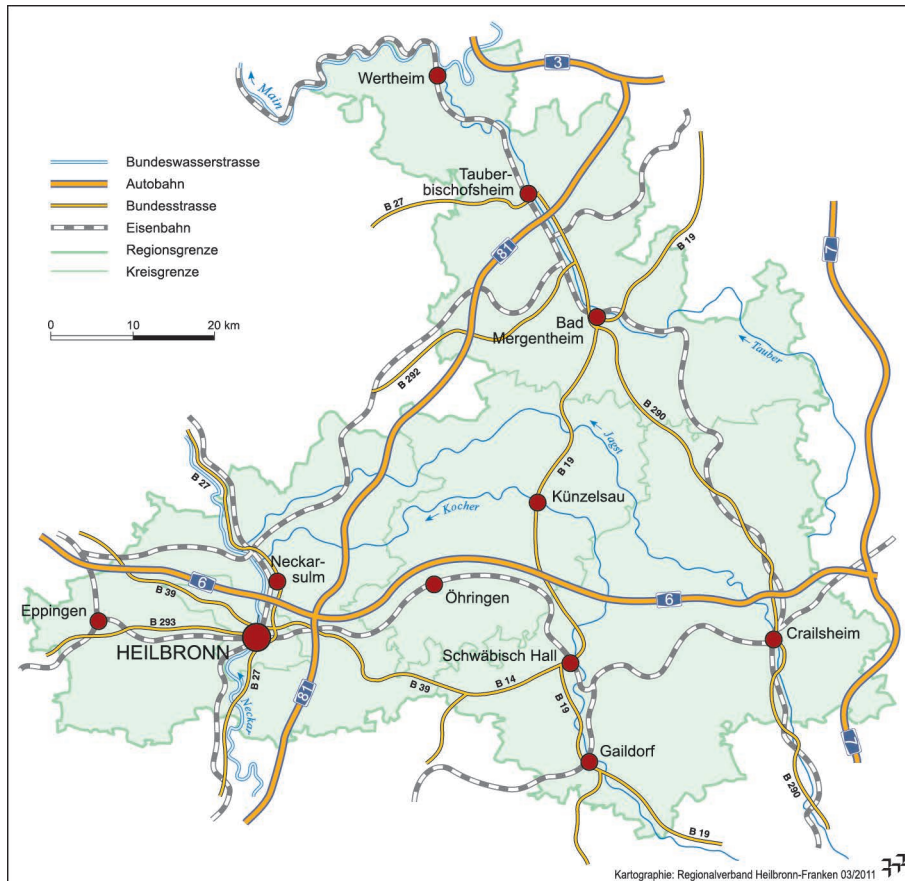 3
Wertheim
Main
Bundeswasserstrasse
Autobahn
Bundesstrasse
Eisenbahn
Regionsgrenze
Kreisgrenze
0 10 20 km
Tauber-
bischofsheim
B 27
B 19
81
7
Bad
Mergentheim
Tauber
B 292
B 290
Jagst
B 19
B 27
Künzelsau
Kocher
Neckar-
sulm
6
Öhringen
6
B 39
Eppingen
B 293
HEILBRONN
Crailsheim
Schwäbisch Hall
B 27
Neckar
81
B 39
B 14
B 19
7
Gaildorf
B 290
B 19
Kartographie: Regionalverband Heilbronn-Franken 03/2011